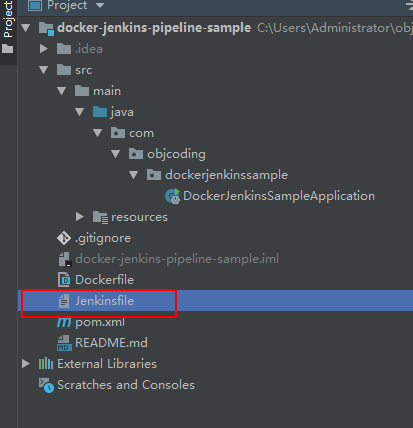 Project
Project
docker-jenkins-pipeline-sample C:\Users\Administrator\obj
.idea
src
main
java
com
objcoding
dockerjenkinssample
DockerJenkinsSampleApplication
resources
.gitignore
docker-jenkins-pipeline-sample.iml
Dockerfile
Jenkinsfile
pom.xml
README.md
External Libraries
Scratches and Consoles